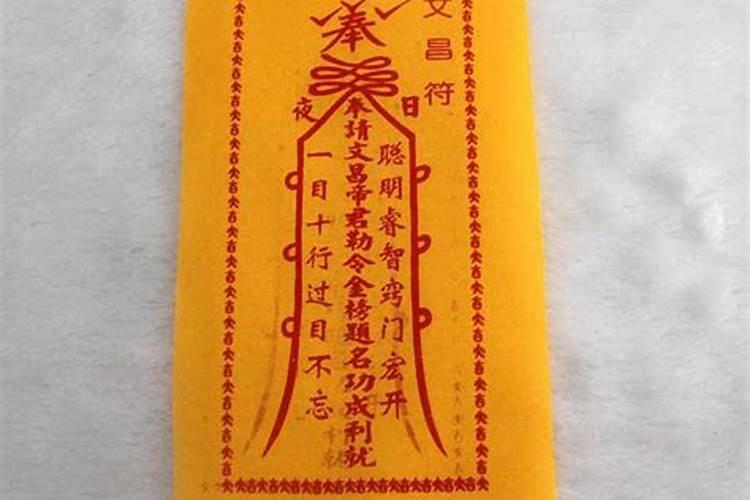 文昌符
奉
日
夜
聪明睿智窍门宏开
奉請文昌帝君勒令金榜題名功成利就
一目十行过目不忘